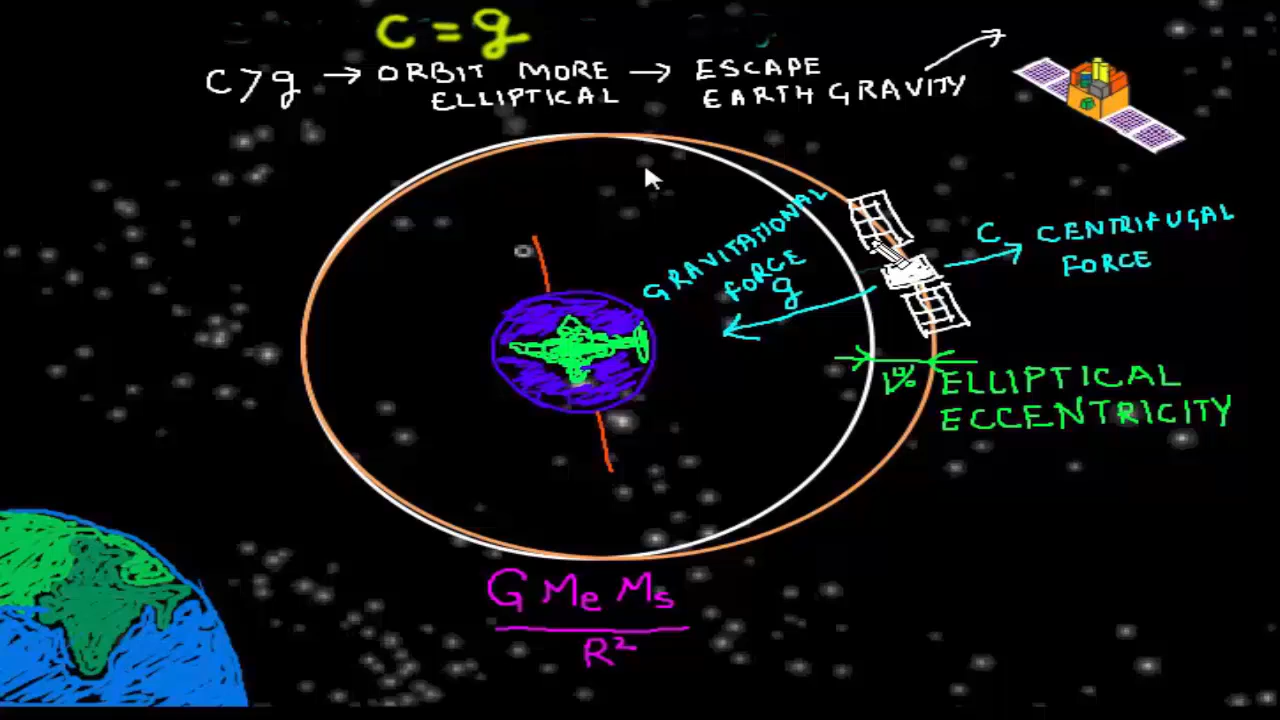 C = g
C > g → ORBIT MORE → ESCAPE
ELLIPTICAL EARTH GRAVITY
GRAVITATIONAL
FORCE
g
C
CENTRIFUGAL
FORCE
1%
ELLIPTICAL
ECCENTRICITY
G Me Ms
R²